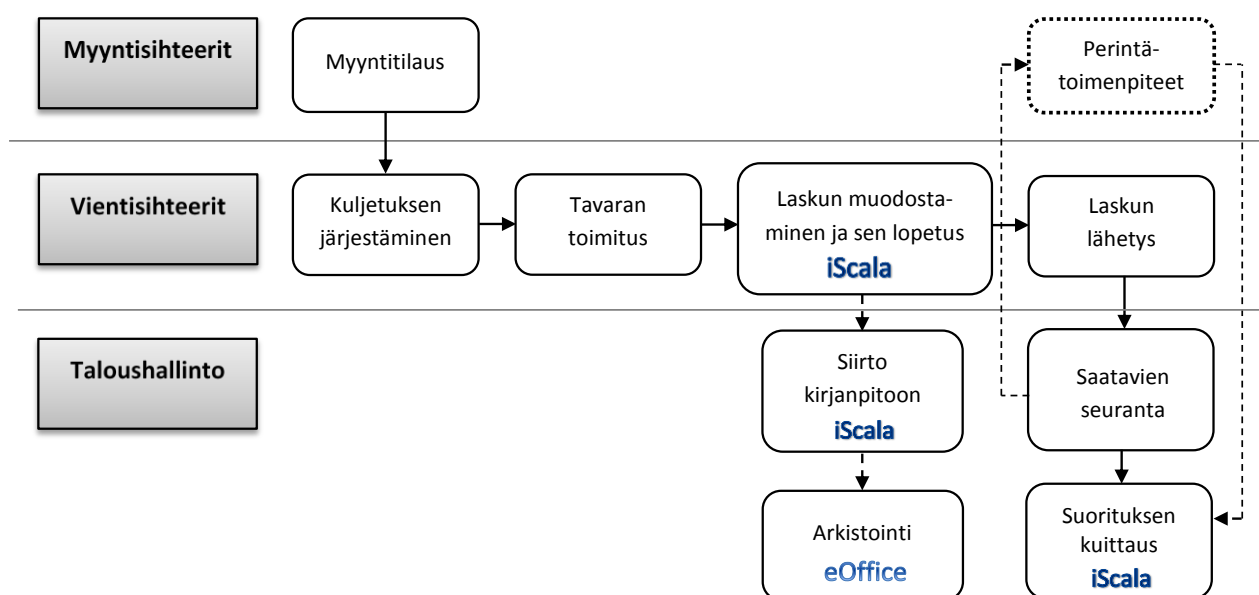 Myyntisihteerit
Myyntitilaus
Perintä-
toimenpiteet
Vientisihteerit
Kuljetuksen
järjestäminen
Tavaran
toimitus
Laskun muodosta-
minen ja sen lopetus
iScala
Laskun
lähetys
Taloushallinto
Siirto
kirjanpitoon
iScala
Saatavien
seuranta
Arkistointi
eOffice
Suorituksen
kuittaus
iScala